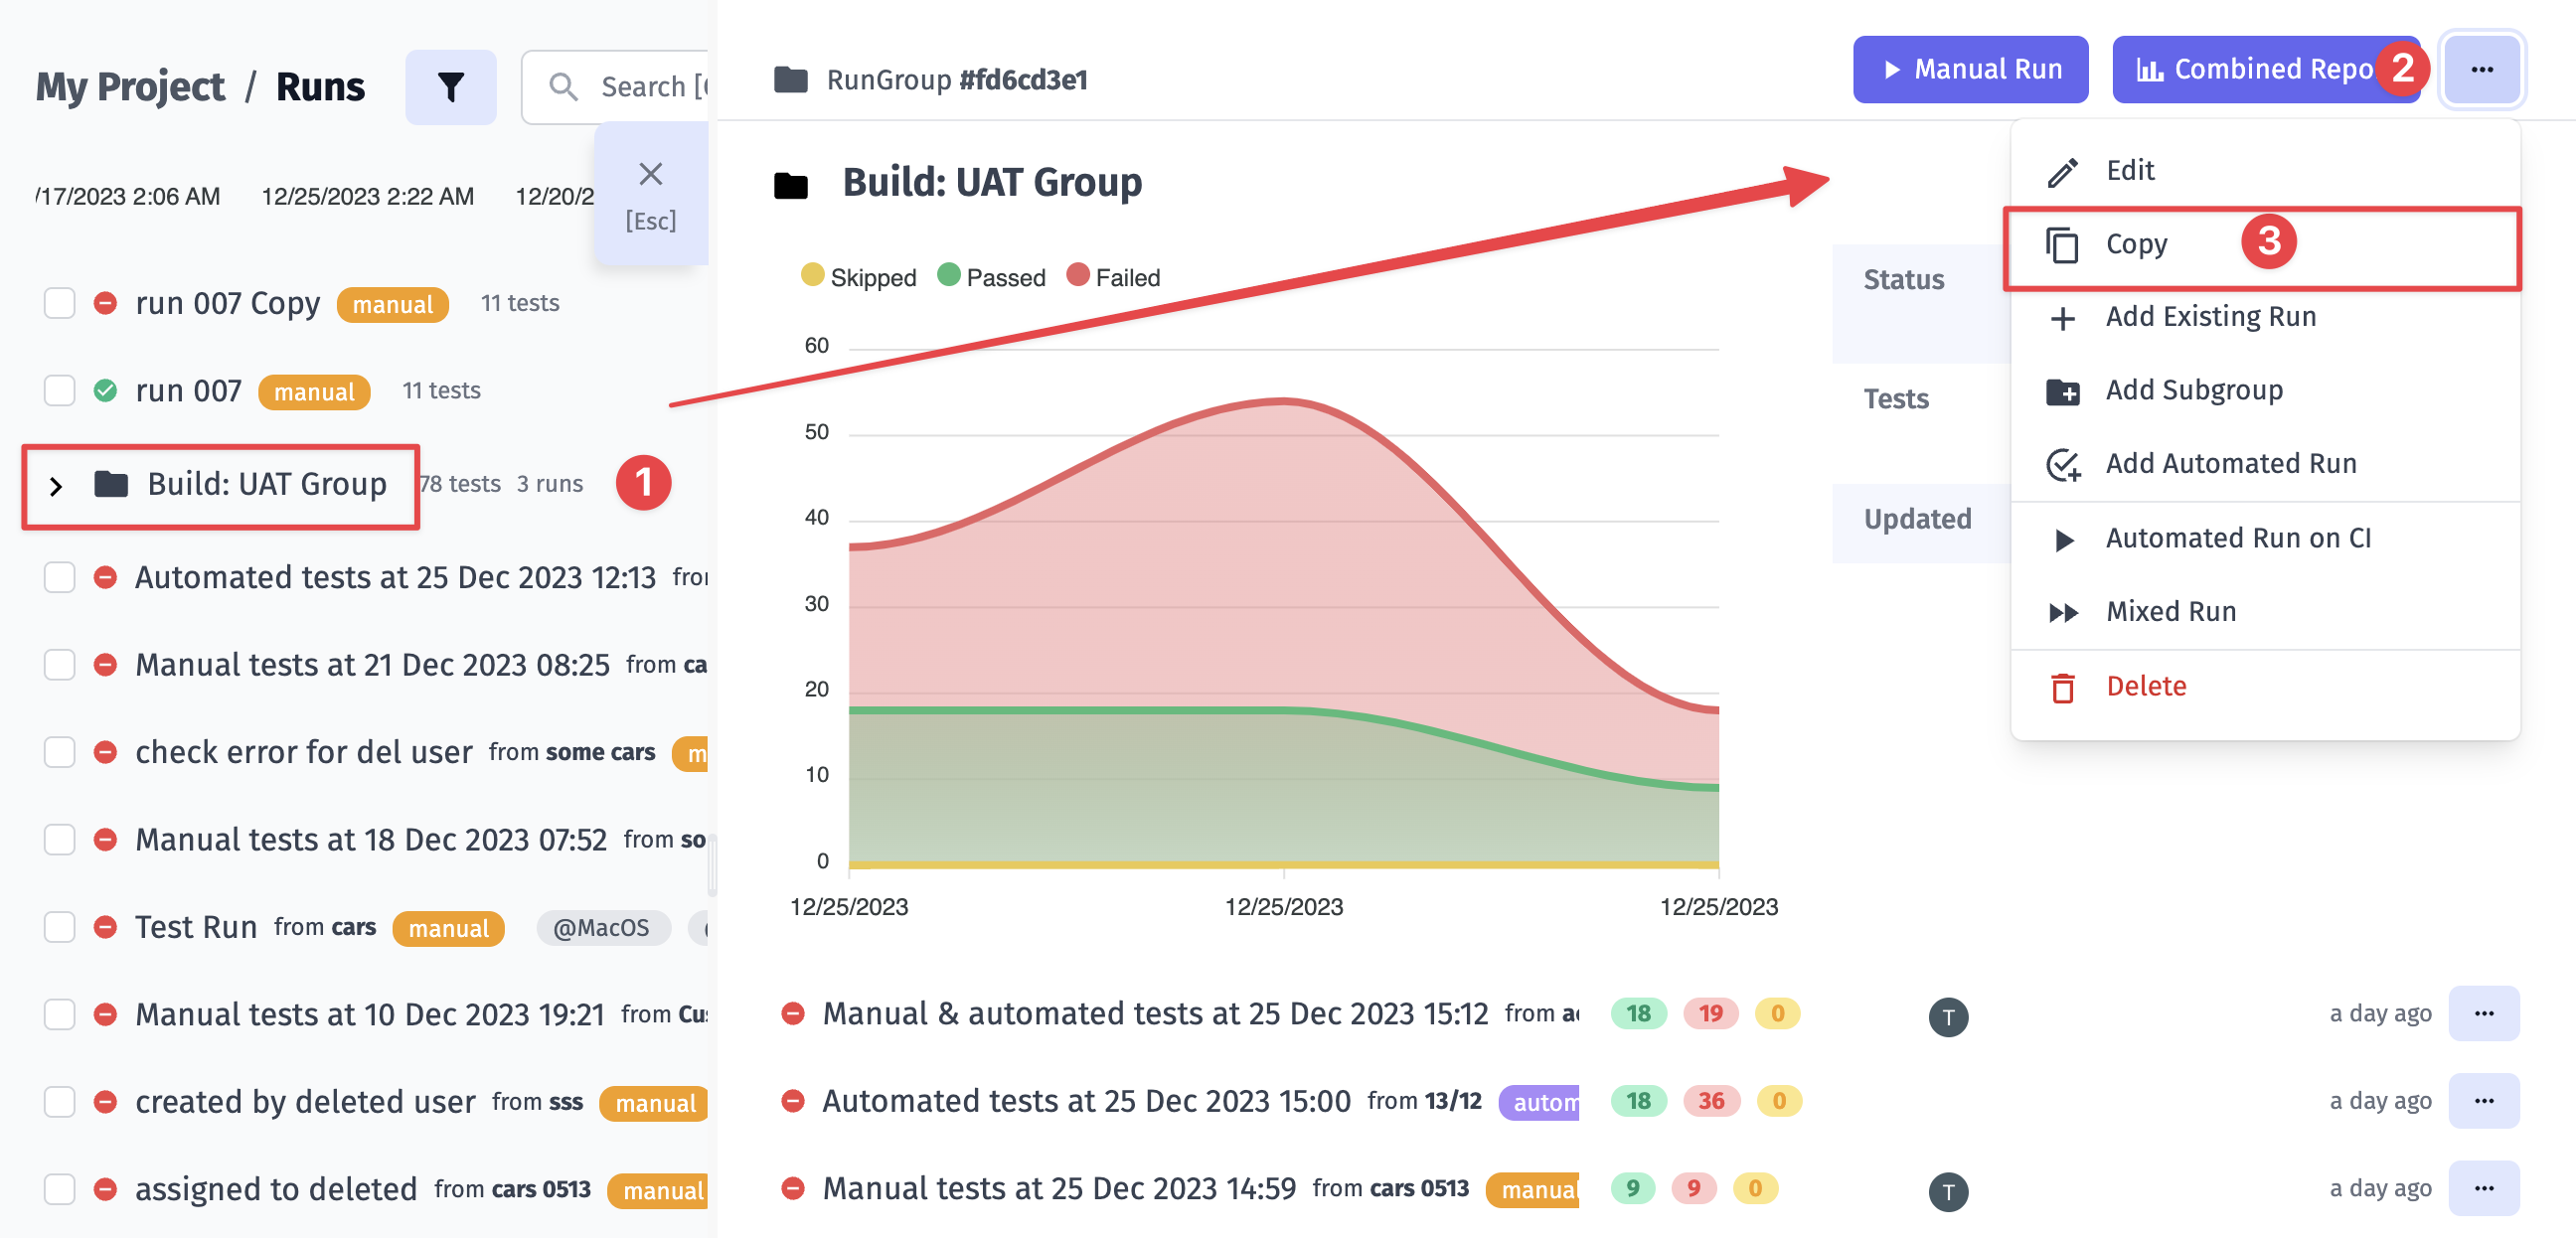 My Project / Runs
Search
/17/2023 2:06 AM 12/25/2023 2:22 AM 12/20/2
[Esc]
run 007 Copy manual 11 tests
run 007 manual 11 tests
Build: UAT Group 78 tests 3 runs 1
Automated tests at 25 Dec 2023 12:13
Manual tests at 21 Dec 2023 08:25 from
check error for del user from some cars
Manual tests at 18 Dec 2023 07:52 from
Test Run from cars manual @MacOS
Manual tests at 10 Dec 2023 19:21 from
created by deleted user from sss manual
assigned to deleted from cars 0513 manual
RunGroup #fd6cd3e1
Manual Run
Combined Repo 2 ...
Build: UAT Group
Skipped Passed Failed
60
50
40
30
20
10
0
12/25/2023 12/25/2023 12/25/2023
Status
Tests
Updated
Edit
Copy 3
Add Existing Run
Add Subgroup
Add Automated Run
Automated Run on CI
Mixed Run
Delete
Manual & automated tests at 25 Dec 2023 15:12 from 18 19 0 T a day ago ...
Automated tests at 25 Dec 2023 15:00 from 13/12 autom 18 36 0 a day ago ...
Manual tests at 25 Dec 2023 14:59 from cars 0513 manual 9 9 0 T a day ago ...